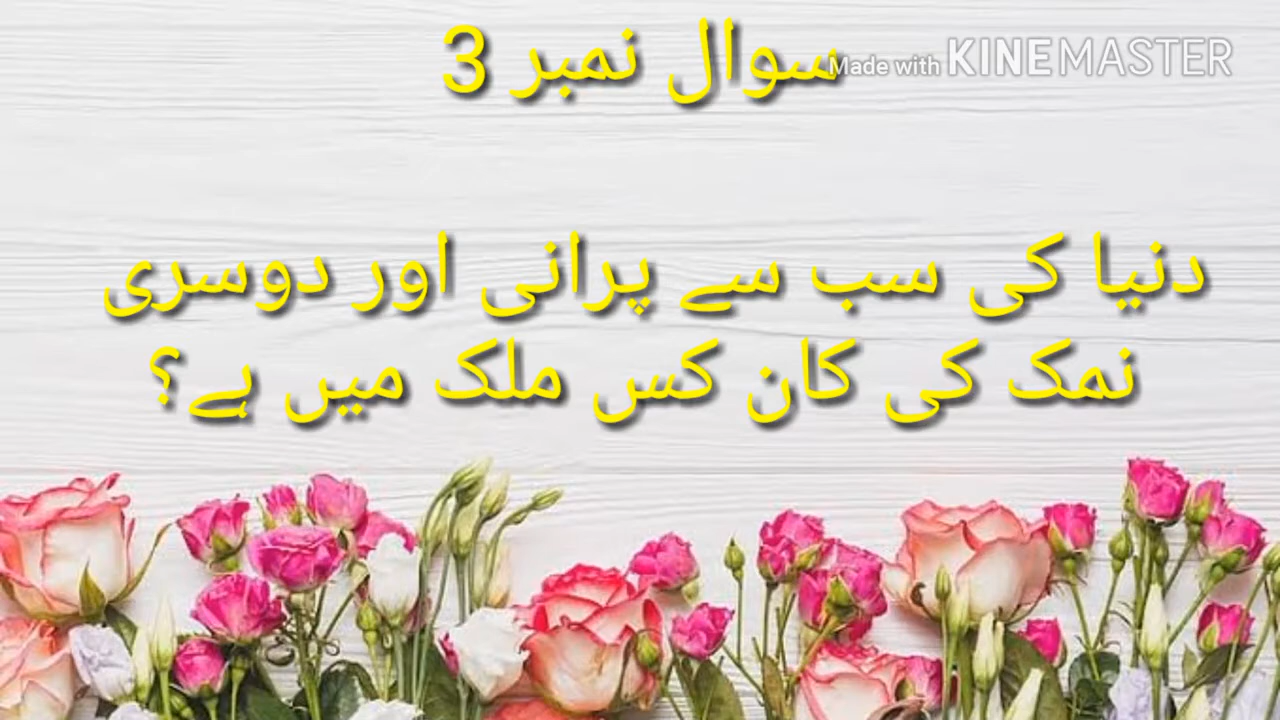 سوال نمبر 3
Made with KINEMASTER
دنیا کی سب سے پرانی اور دوسری
نمک کی کان کس ملک میں ہے؟